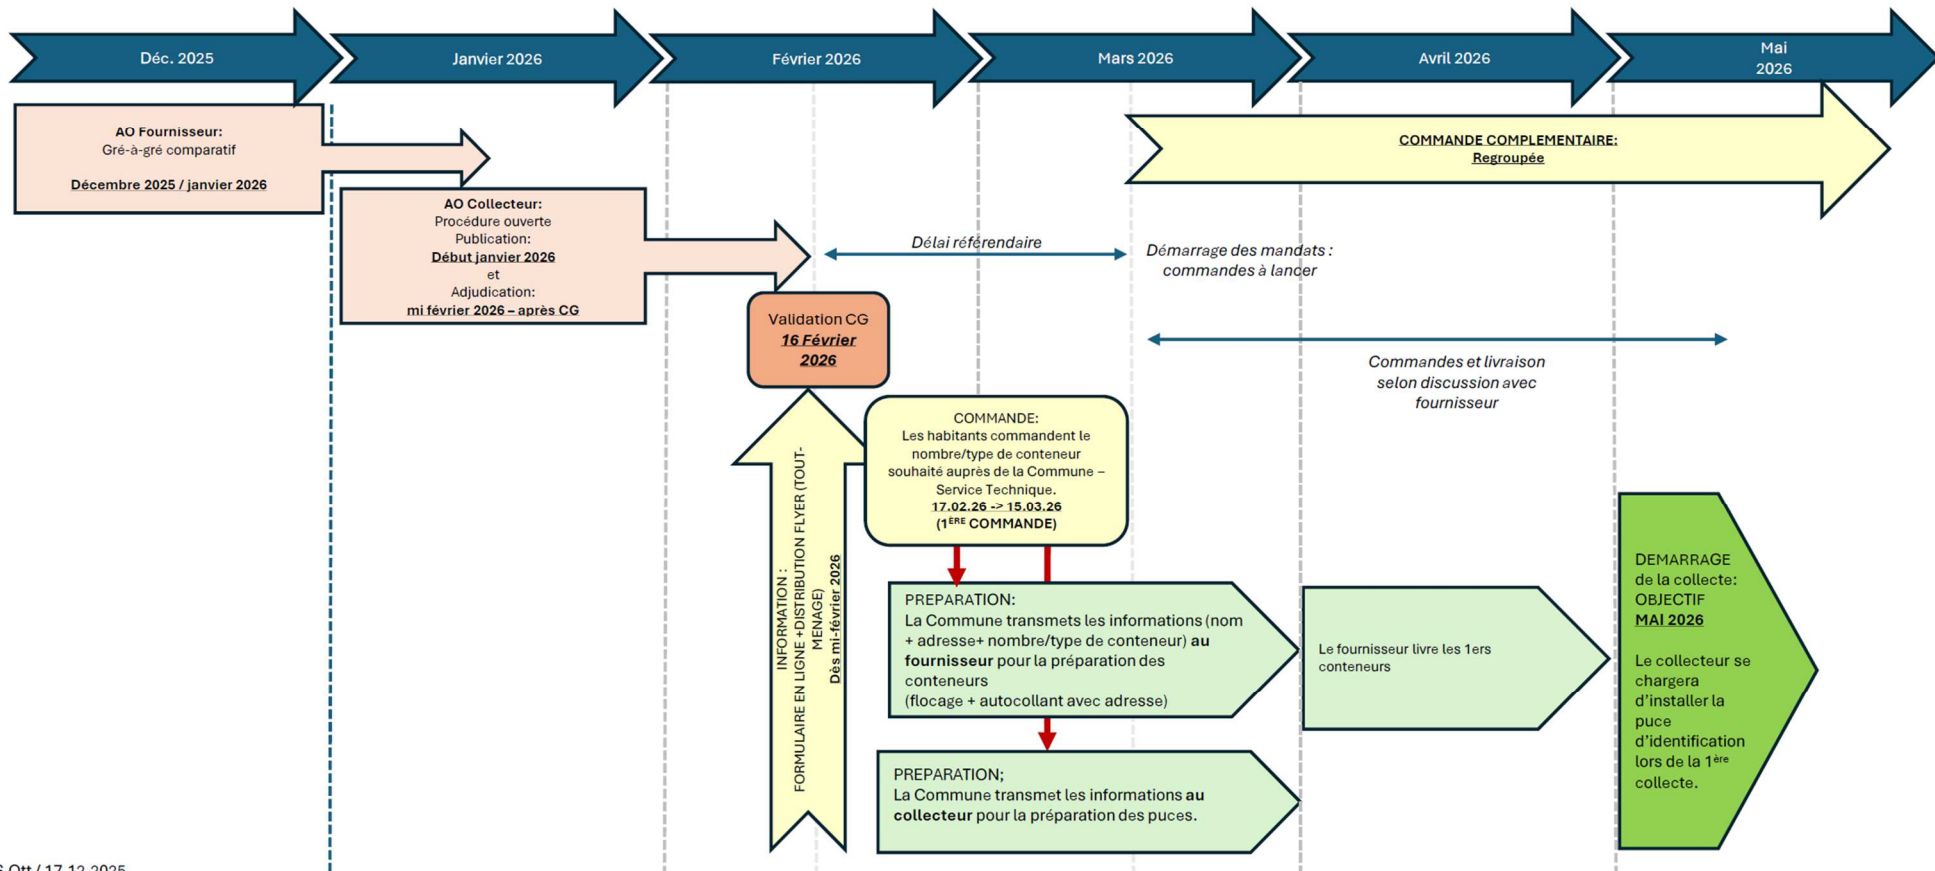 Déc. 2025
Janvier 2026
Février 2026
Mars 2026
Avril 2026
Mai
2026
AO Fournisseur:
Gré-à-gré comparatif
Décembre 2025 / janvier 2026
COMMANDE COMPLEMENTAIRE:
Regroupée
AO Collecteur:
Procédure ouverte
Publication:
Début janvier 2026
et
Adjudication:
mi février 2026 – après CG
Délai référendaire
Démarrage des mandats :
commandes à lancer
Validation CG
16 Février
2026
Commandes et livraison
selon discussion avec
fournisseur
COMMANDE:
Les habitants commandent le
nombre/type de conteneur
souhaité auprès de la Commune –
Service Technique.
17.02.26 -> 15.03.26
(1ÈRE COMMANDE)
INFORMATION :
FORMULAIRE EN LIGNE +DISTRIBUTION FLYER (TOUT-
MENAGE)
Dès mi-février 2026
PREPARATION:
La Commune transmets les informations (nom
+ adresse+ nombre/type de conteneur) au
fournisseur pour la préparation des
conteneurs
(flocage + autocollant avec adresse)
Le fournisseur livre les 1ers
conteneurs
DEMARRAGE
de la collecte:
OBJECTIF
MAI 2026
Le collecteur se
chargera
d'installer la
puce
d'identification
lors de la 1ère
collecte.
PREPARATION;
La Commune transmet les informations au
collecteur pour la préparation des puces.
Ott / 17.12.2025